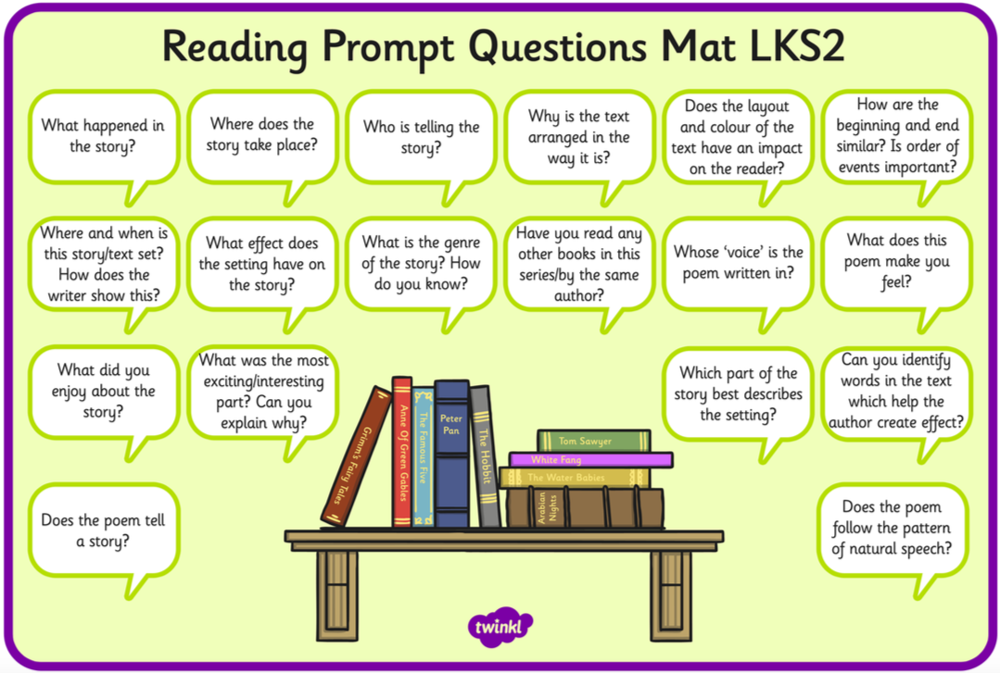 Reading Prompt Questions Mat LKS2
What happened in
the story?
Where does the
story take place?
Who is telling the
story?
Why is the text
arranged in the
way it is?
Does the layout
and colour of the
text have an impact
on the reader?
How are the
beginning and end
similar? Is order of
events important?
Where and when is
this story/text set?
How does the
writer show this?
What effect does
the setting have on
the story?
What is the genre
of the story? How
do you know?
Have you read any
other books in this
series/by the same
author?
Whose ‘voice’ is the
poem written in?
What does this
poem make you
feel?
What did you
enjoy about the
story?
What was the most
exciting/interesting
part? Can you
explain why?
Which part of the
story best describes
the setting?
Can you identify
words in the text
which help the
author create effect?
Does the poem tell
a story?
Does the poem
follow the pattern
of natural speech?
Grimm's Fairy Tales
Anne Of Green Gables
The Famous Five
Peter
Pan
The Hobbit
Tom Sawyer
White Fang
The Water Babies
Arabian
Nights
twinkl